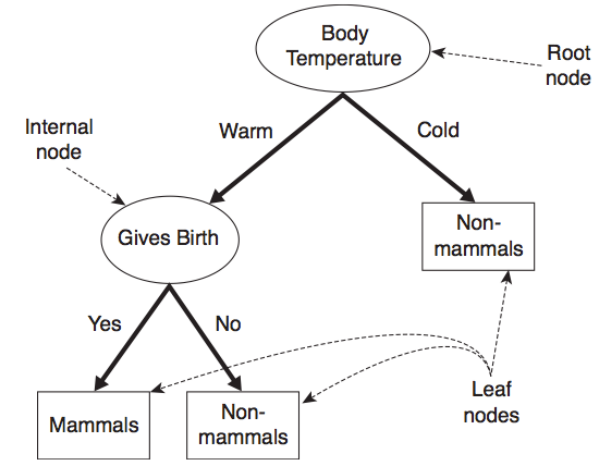 Body
Temperature
Root
node
Internal
node
Warm
Cold
Gives Birth
Non-
mammals
Yes
No
Mammals
Non-
mammals
Leaf
nodes